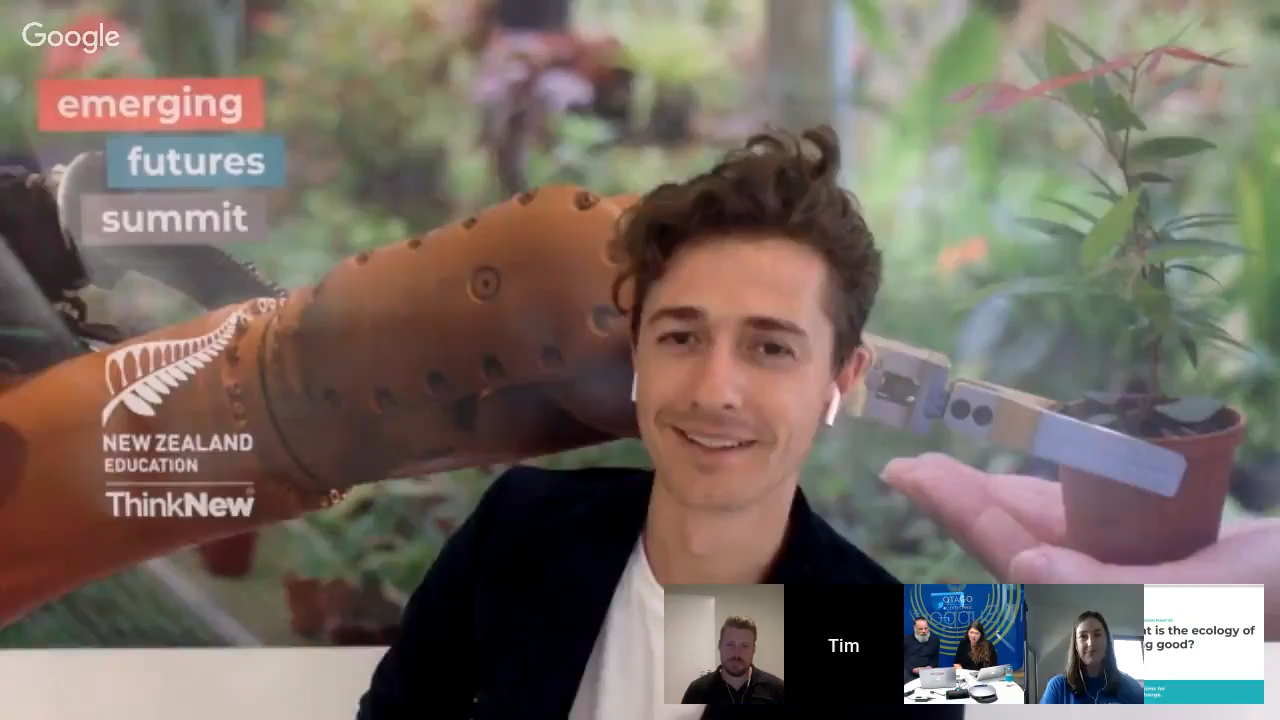 Google
emerging
futures
summit
NEW ZEALAND
EDUCATION
ThinkNew
Tim
OTAGO
is the ecology of
good?